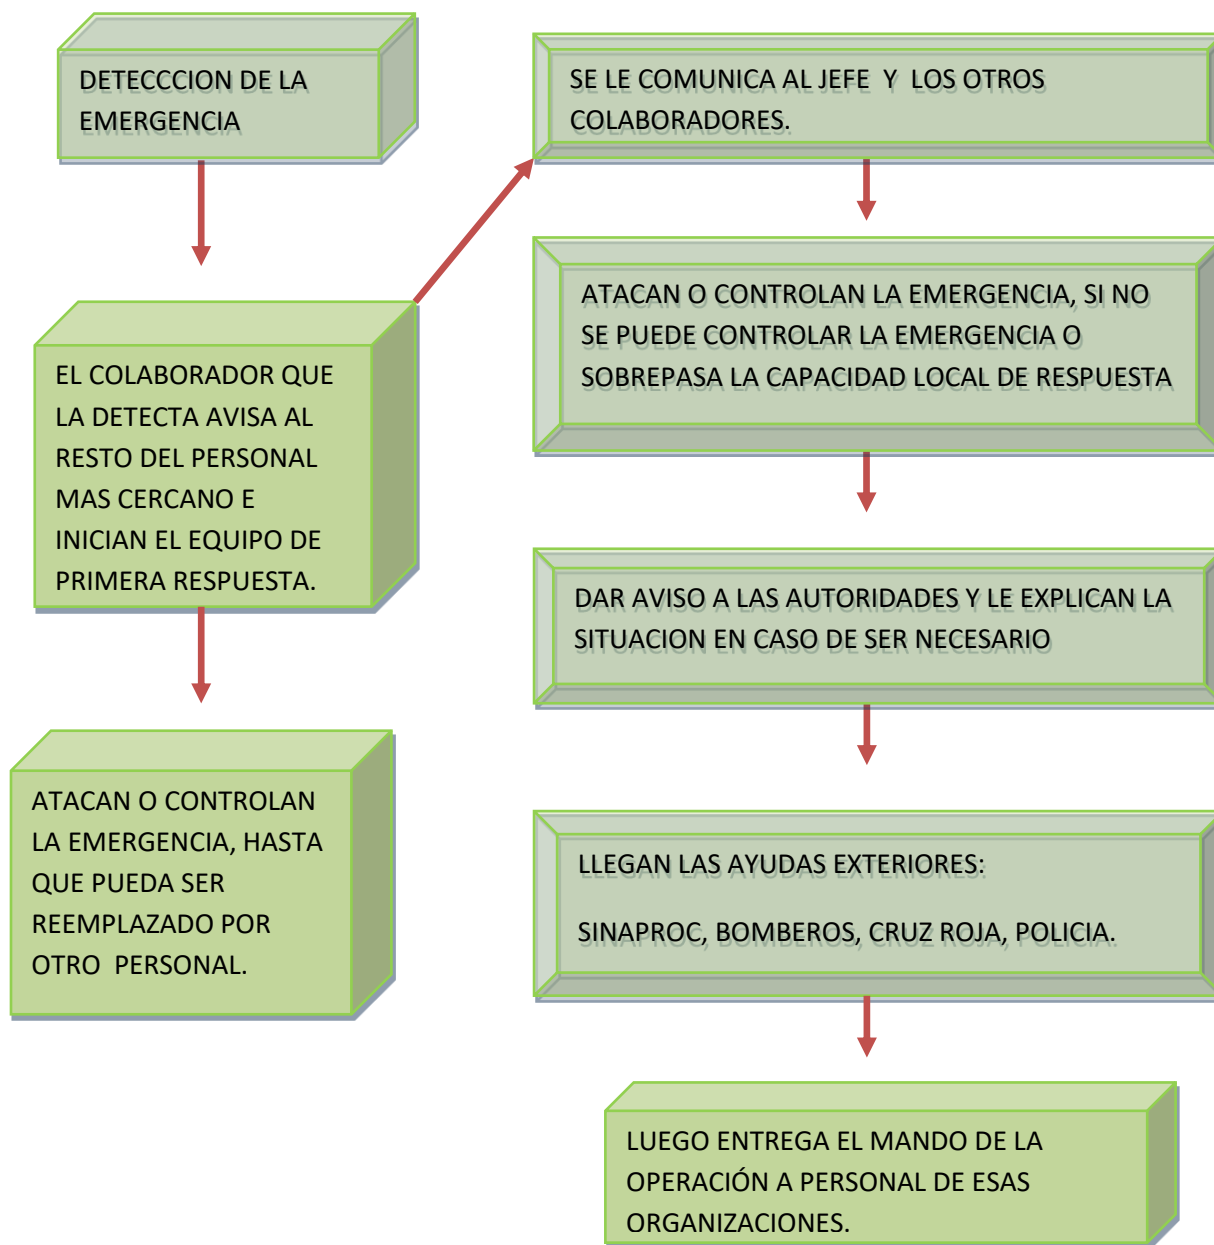 DETECCCION DE LA
EMERGENCIA
EL COLABORADOR QUE
LA DETECTA AVISA AL
RESTO DEL PERSONAL
MAS CERCANO E
INICIAN EL EQUIPO DE
PRIMERA RESPUESTA.
ATACAN O CONTROLAN
LA EMERGENCIA, HASTA
QUE PUEDA SER
REEMPLAZADO POR
OTRO PERSONAL.
SE LE COMUNICA AL JEFE Y LOS OTROS
COLABORADORES.
ATACAN O CONTROLAN LA EMERGENCIA, SI NO
SE PUEDE CONTROLAR LA EMERGENCIA O
SOBREPASA LA CAPACIDAD LOCAL DE RESPUESTA
DAR AVISO A LAS AUTORIDADES Y LE EXPLICAN LA
SITUACION EN CASO DE SER NECESARIO
LLEGAN LAS AYUDAS EXTERIORES:
SINAPROC, BOMBEROS, CRUZ ROJA, POLICIA.
LUEGO ENTREGA EL MANDO DE LA
OPERACIÓN A PERSONAL DE ESAS
ORGANIZACIONES.